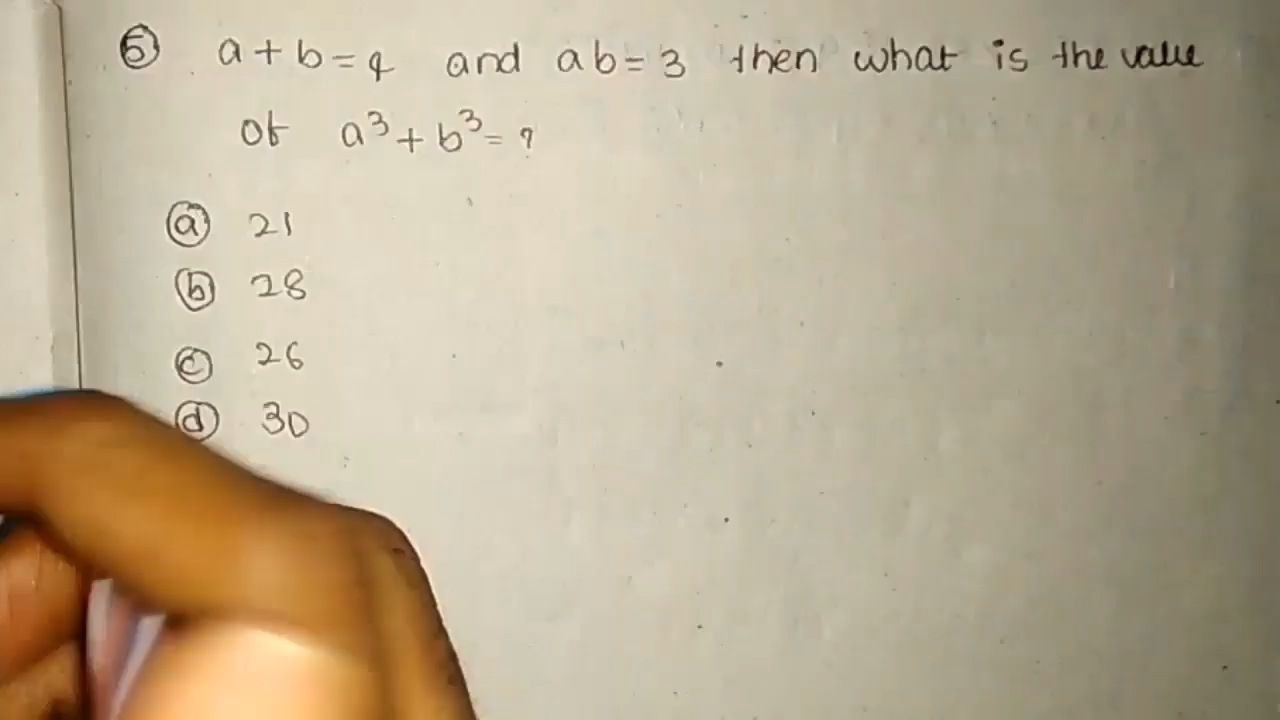 5 a + b = 4 and ab = 3 then what is the value
of a³ + b³ = ?
a 21
b 28
c 26
d 30